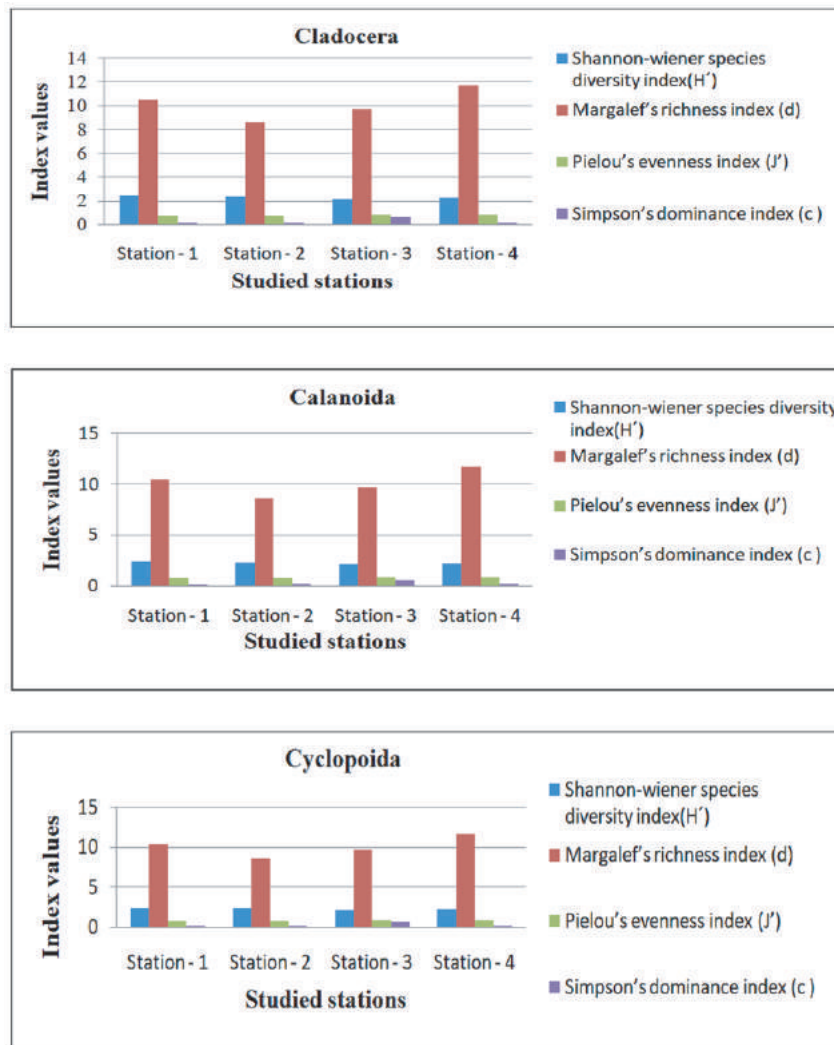 Cladocera
14
12
10
8
6
4
2
0
Index values
Station - 1 Station - 2 Station - 3 Station - 4
Studied stations
Shannon-wiener species
diversity index(H´)
Margalef's richness index (d)
Pielou's evenness index (J')
Simpson's dominance index (c )
Calanoida
15
10
5
0
Index values
Station - 1 Station - 2 Station - 3 Station - 4
Studied stations
Shannon-wiener species diversity
index(H´)
Margalef's richness index (d)
Pielou's evenness index (J')
Simpson's dominance index (c )
Cyclopoida
15
10
5
0
Index values
Station - 1 Station - 2 Station - 3 Station - 4
Studied stations
Shannon-wiener species
diversity index(H´)
Margalef's richness index (d)
Pielou's evenness index (J')
Simpson's dominance index (c )